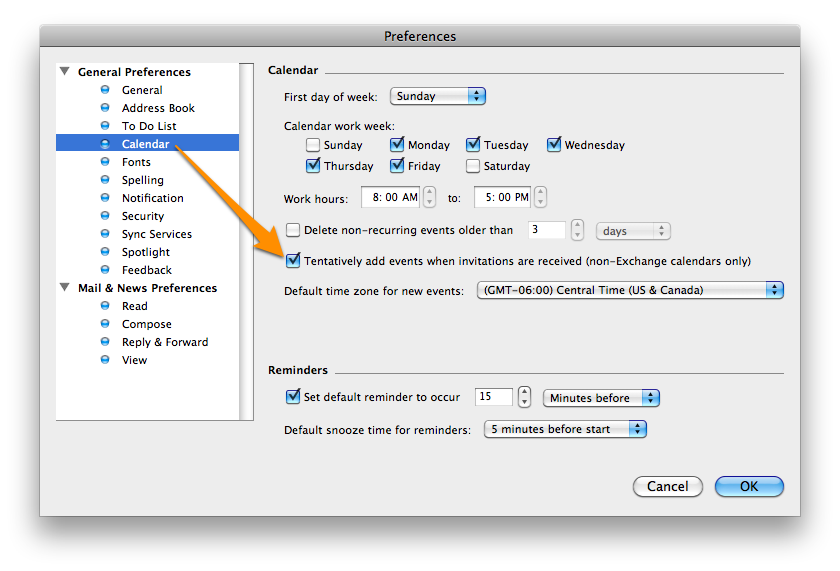 Preferences
General Preferences
General
Address Book
To Do List
Calendar
Fonts
Spelling
Notification
Security
Sync Services
Spotlight
Feedback
Mail & News Preferences
Read
Compose
Reply & Forward
View
Calendar
First day of week: Sunday
Calendar work week:
Sunday Monday Tuesday Wednesday
Thursday Friday Saturday
Work hours: 8: 00 AM to: 5: 00 PM
Delete non-recurring events older than 3 days
Tentatively add events when invitations are received (non-Exchange calendars only)
Default time zone for new events: (GMT-06:00) Central Time (US & Canada)
Reminders
Set default reminder to occur 15 Minutes before
Default snooze time for reminders: 5 minutes before start
Cancel OK